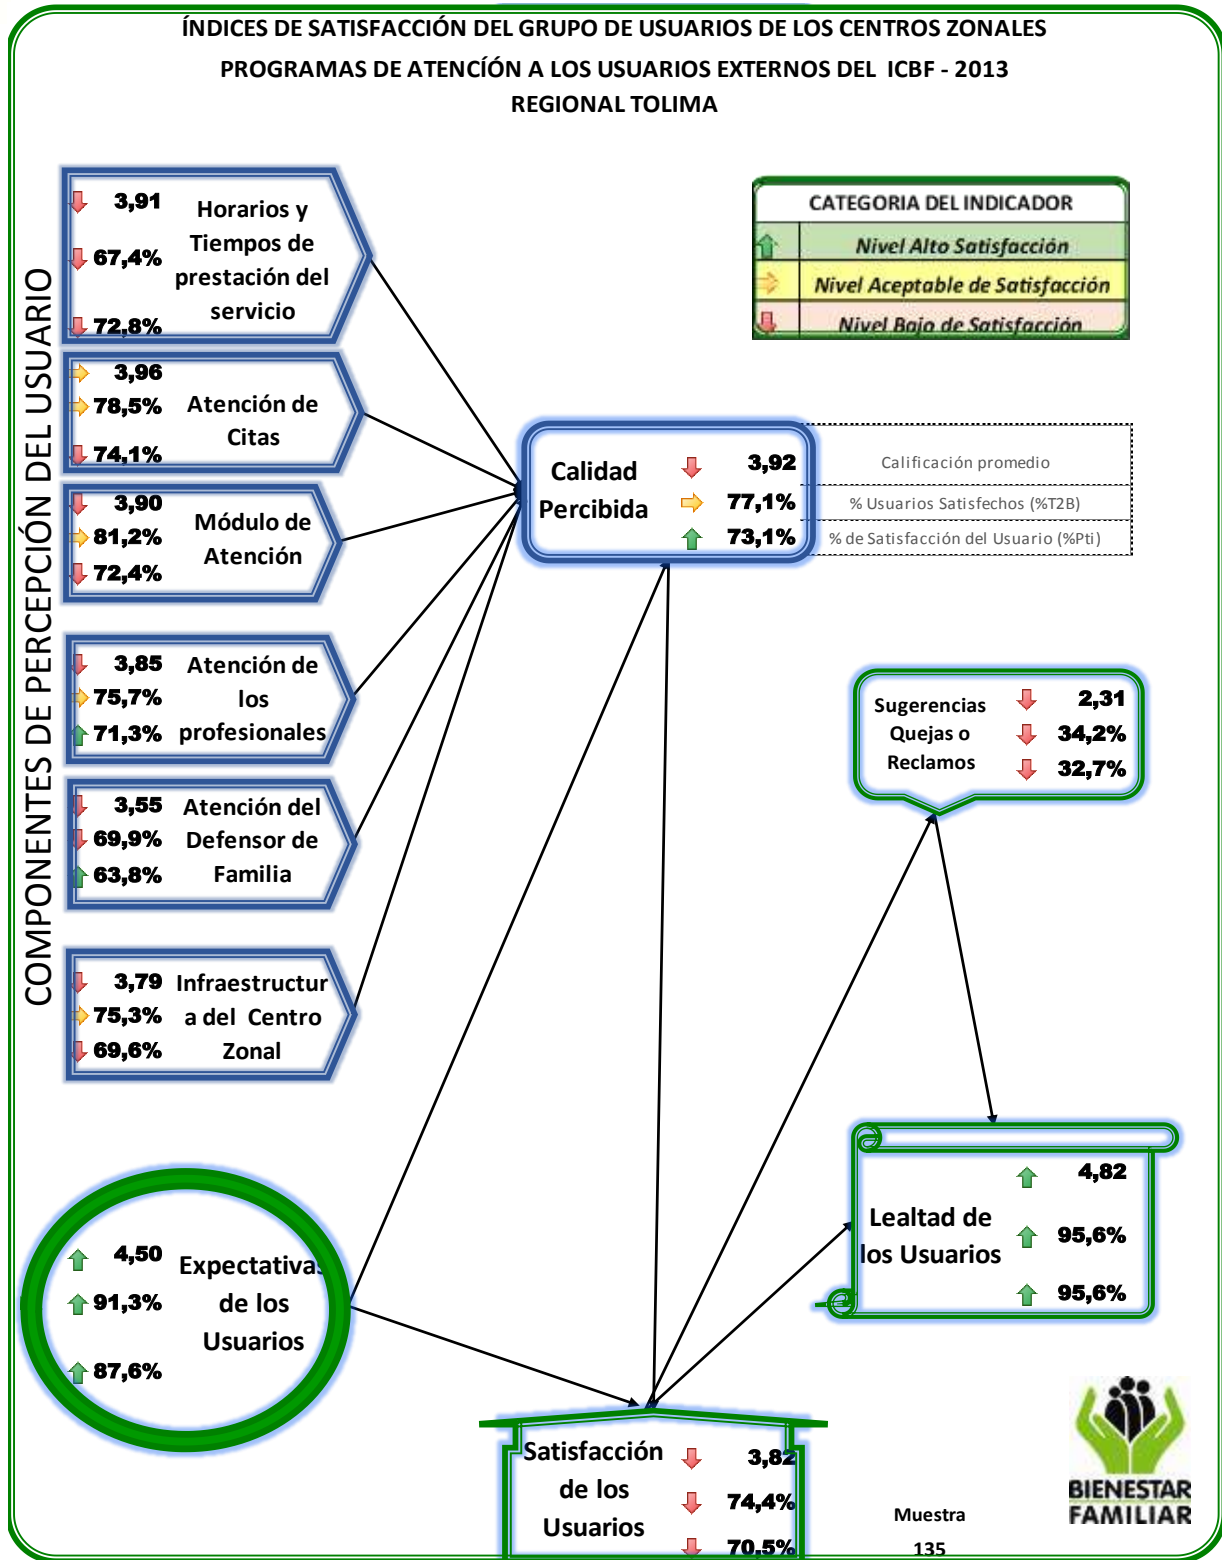 ÍNDICES DE SATISFACCIÓN DEL GRUPO DE USUARIOS DE LOS CENTROS ZONALES
PROGRAMAS DE ATENCÍÓN A LOS USUARIOS EXTERNOS DEL ICBF - 2013
REGIONAL TOLIMA
COMPONENTES DE PERCEPCIÓN DEL USUARIO
3,91
67,4%
72,8%
Horarios y
Tiempos de
prestación del
servicio
CATEGORIA DEL INDICADOR
Nivel Alto Satisfacción
Nivel Aceptable de Satisfacción
Nivel Bajo de Satisfacción
3,96
78,5%
74,1%
Atención de
Citas
3,90
81,2%
72,4%
Módulo de
Atención
Calidad
Percibida
3,92
77,1%
73,1%
Calificación promedio
% Usuarios Satisfechos (%T2B)
% de Satisfacción del Usuario (%Pti)
3,85
75,7%
71,3%
Atención de
los
profesionales
Sugerencias
Quejas o
Reclamos
2,31
34,2%
32,7%
3,55
69,9%
63,8%
Atención del
Defensor de
Familia
3,79
75,3%
69,6%
Infraestructur
a del Centro
Zonal
4,50
91,3%
87,6%
Expectativas
de los
Usuarios
Lealtad de
los Usuarios
4,82
95,6%
95,6%
Satisfacción
de los
Usuarios
3,82
74,4%
70,5%
Muestra
135
BIENESTAR
FAMILIAR